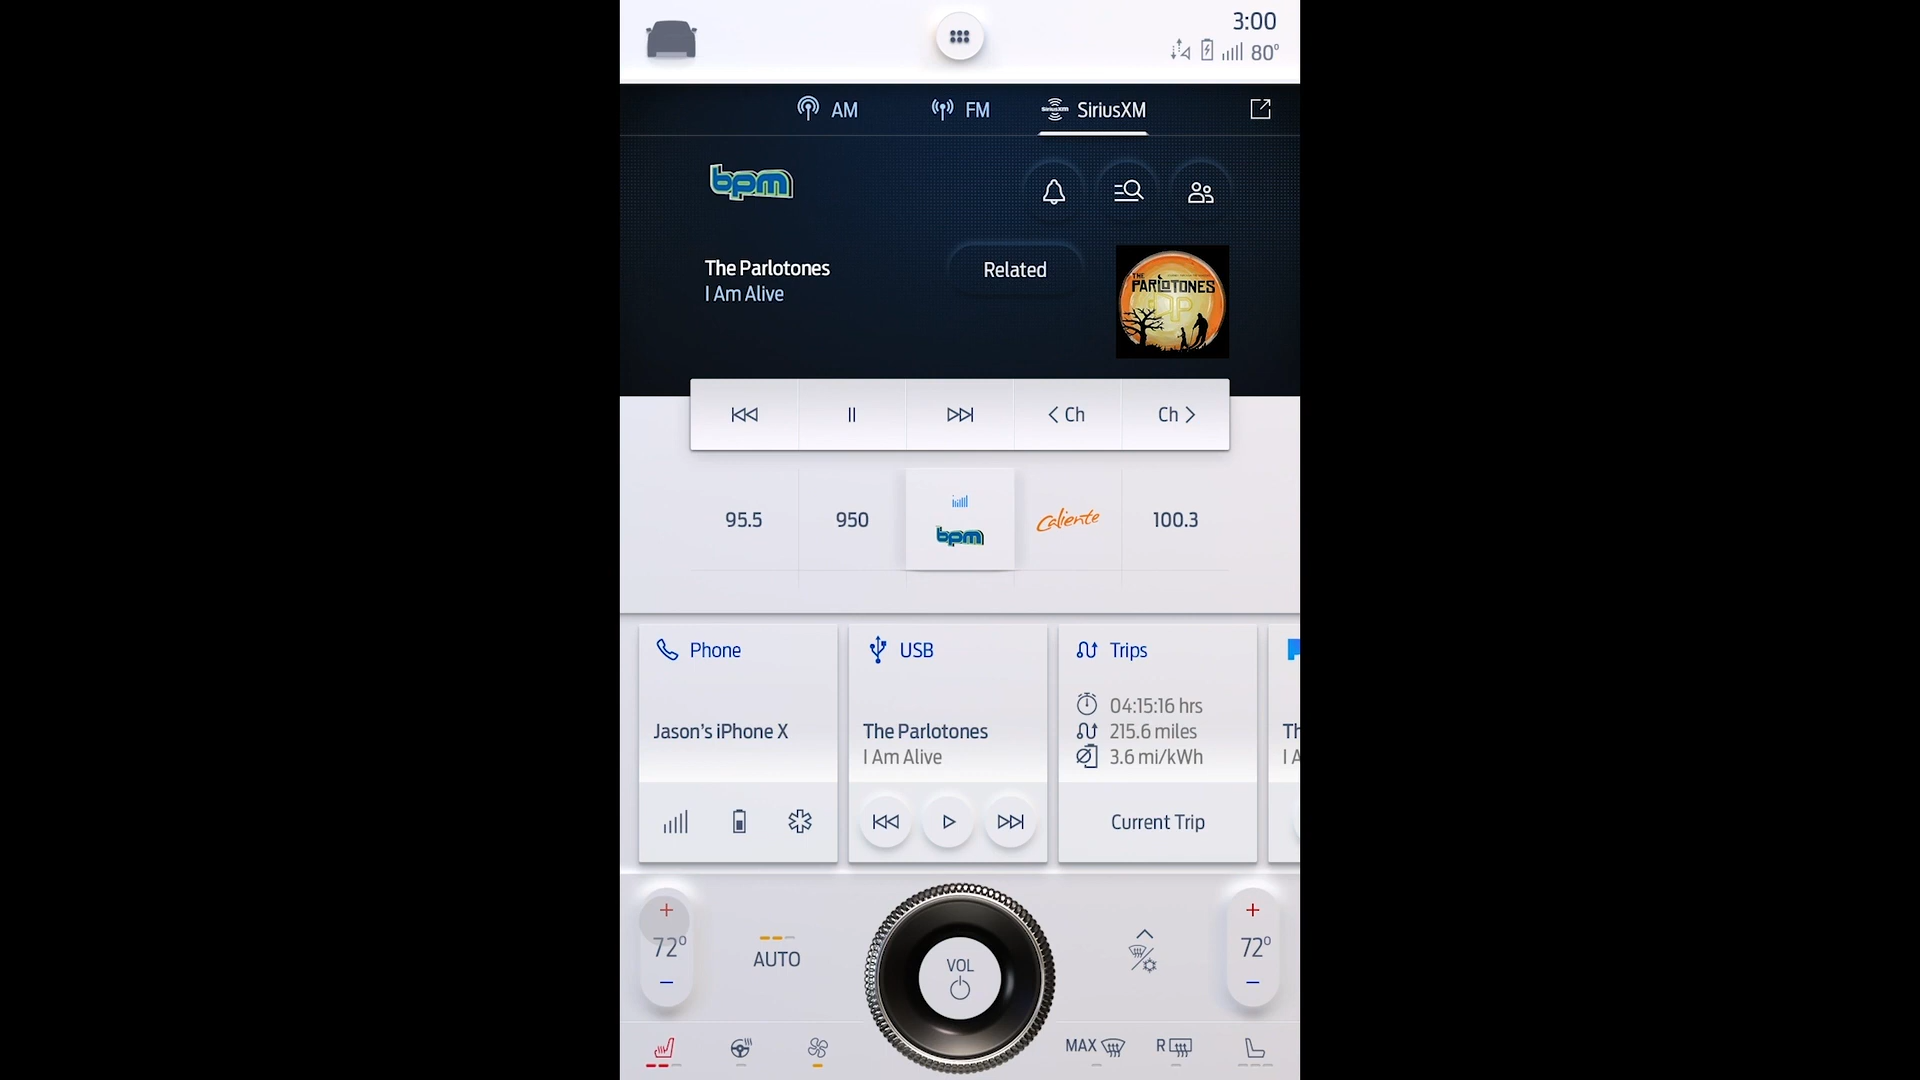 3:00
80°
AM
FM
SiriusXM
bpm
The Parlotones
I Am Alive
Related
THE
PARLOTONES
< Ch
Ch >
95.5
950
bpm
Caliente
100.3
Phone
USB
Trips
Jason's iPhone X
The Parlotones
I Am Alive
04:15:16 hrs
215.6 miles
3.6 mi/kWh
Th
I A
Current Trip
72°
AUTO
VOL
72°
MAX
R